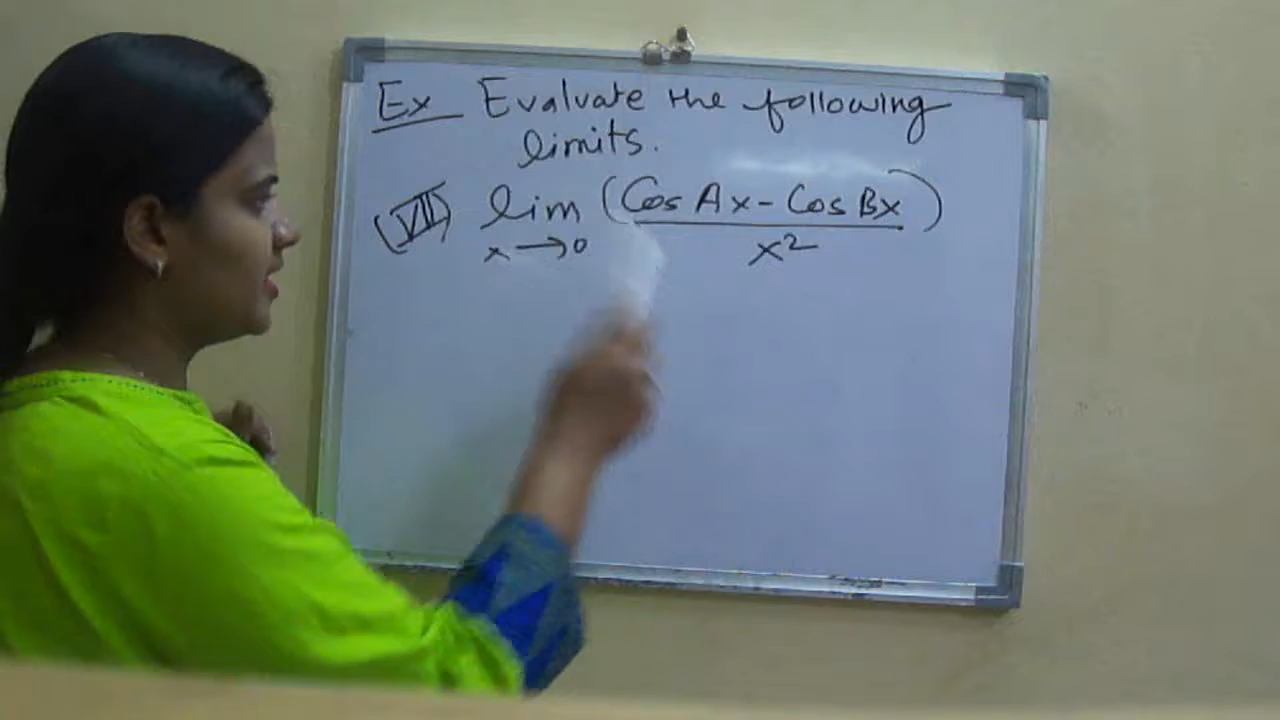 Ex Evaluate the following
limits.
(VII) lim (Cos Ax - Cos Bx)
x→0 x²